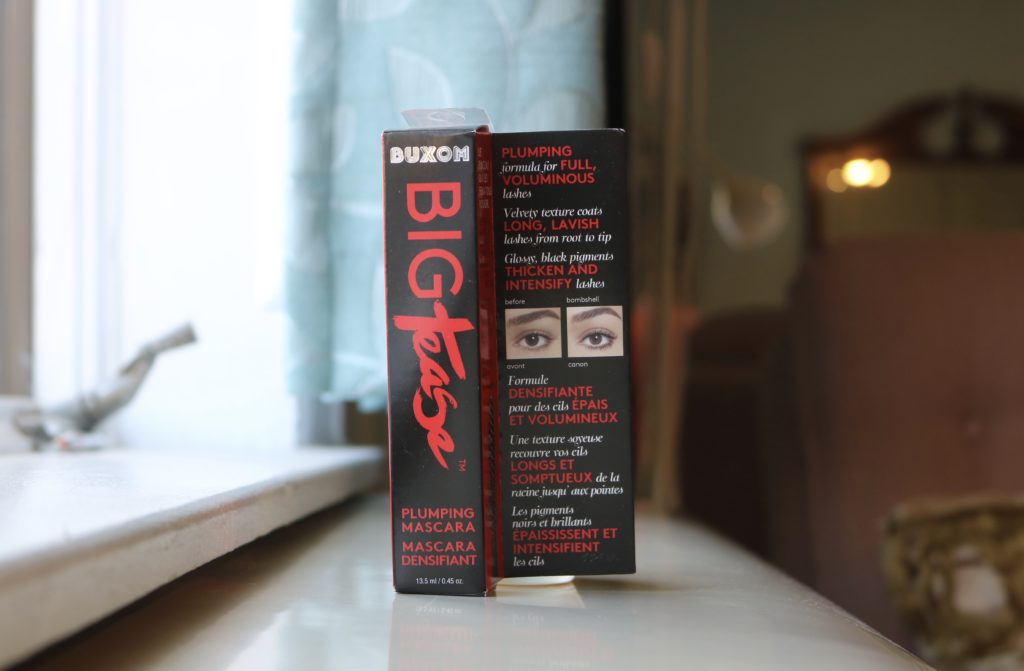 BUXOM
BIG
tease™
PLUMPING
MASCARA
MASCARA
DENSIFIANT
13.5 ml / 0.45 oz.
PLUMPING
formula for FULL,
VOLUMINOUS
lashes
Velvety texture coats
LONG, LAVISH
lashes from root to tip
Glossy, black pigments
THICKEN AND
INTENSIFY lashes
before bombshell
avant canon
Formule
DENSIFIANTE
pour des cils ÉPAIS
ET VOLUMINEUX
Une texture soyeuse
recouvre vos cils
LONGS ET
SOMPTUEUX de la
racine jusqu'aux pointes
Les pigments
noirs et brillants
ÉPAISSISSENT ET
INTENSIFIENT
les cils